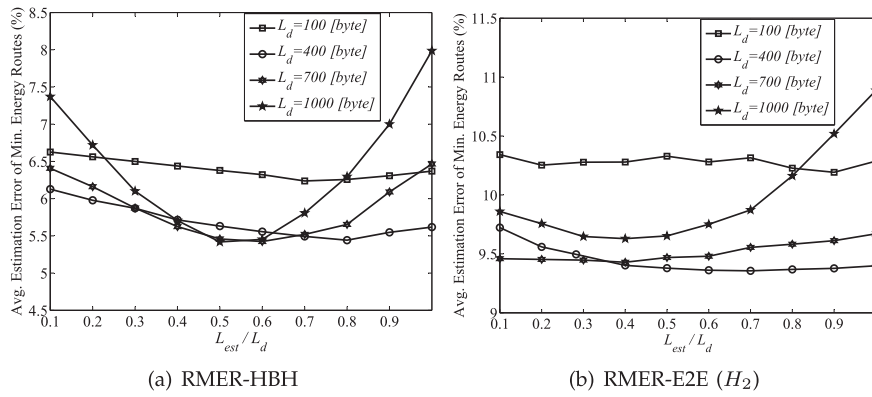 Avg. Estimation Error of Min. Energy Routes (%)
8.5
8
7.5
7
6.5
6
5.5
5
4.5
0.1 0.2 0.3 0.4 0.5 0.6 0.7 0.8 0.9
L_est / L_d
L_d=100 [byte]
L_d=400 [byte]
L_d=700 [byte]
L_d=1000 [byte]
(a) RMER-HBH
Avg. Estimation Error of Min. Energy Routes (%)
11.5
11
10.5
10
9.5
9
0.1 0.2 0.3 0.4 0.5 0.6 0.7 0.8 0.9
L_est / L_d
L_d=100 [byte]
L_d=400 [byte]
L_d=700 [byte]
L_d=1000 [byte]
(b) RMER-E2E (H₂)